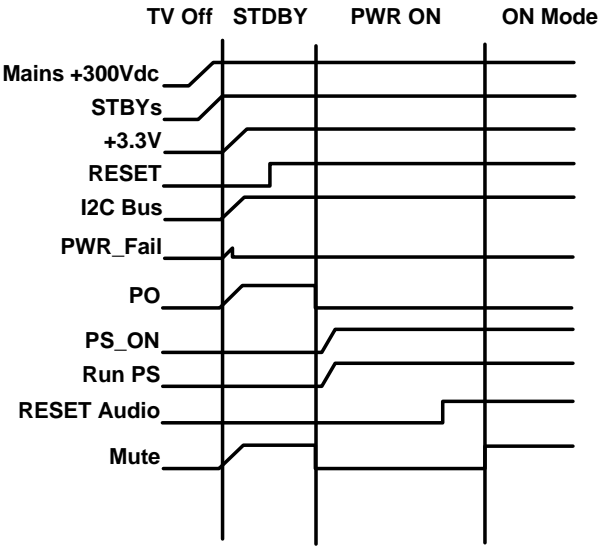 TV Off STDBY PWR ON ON Mode
Mains +300Vdc
STBYs
+3.3V
RESET
I2C Bus
PWR_Fail
PO
PS_ON
Run PS
RESET Audio
Mute